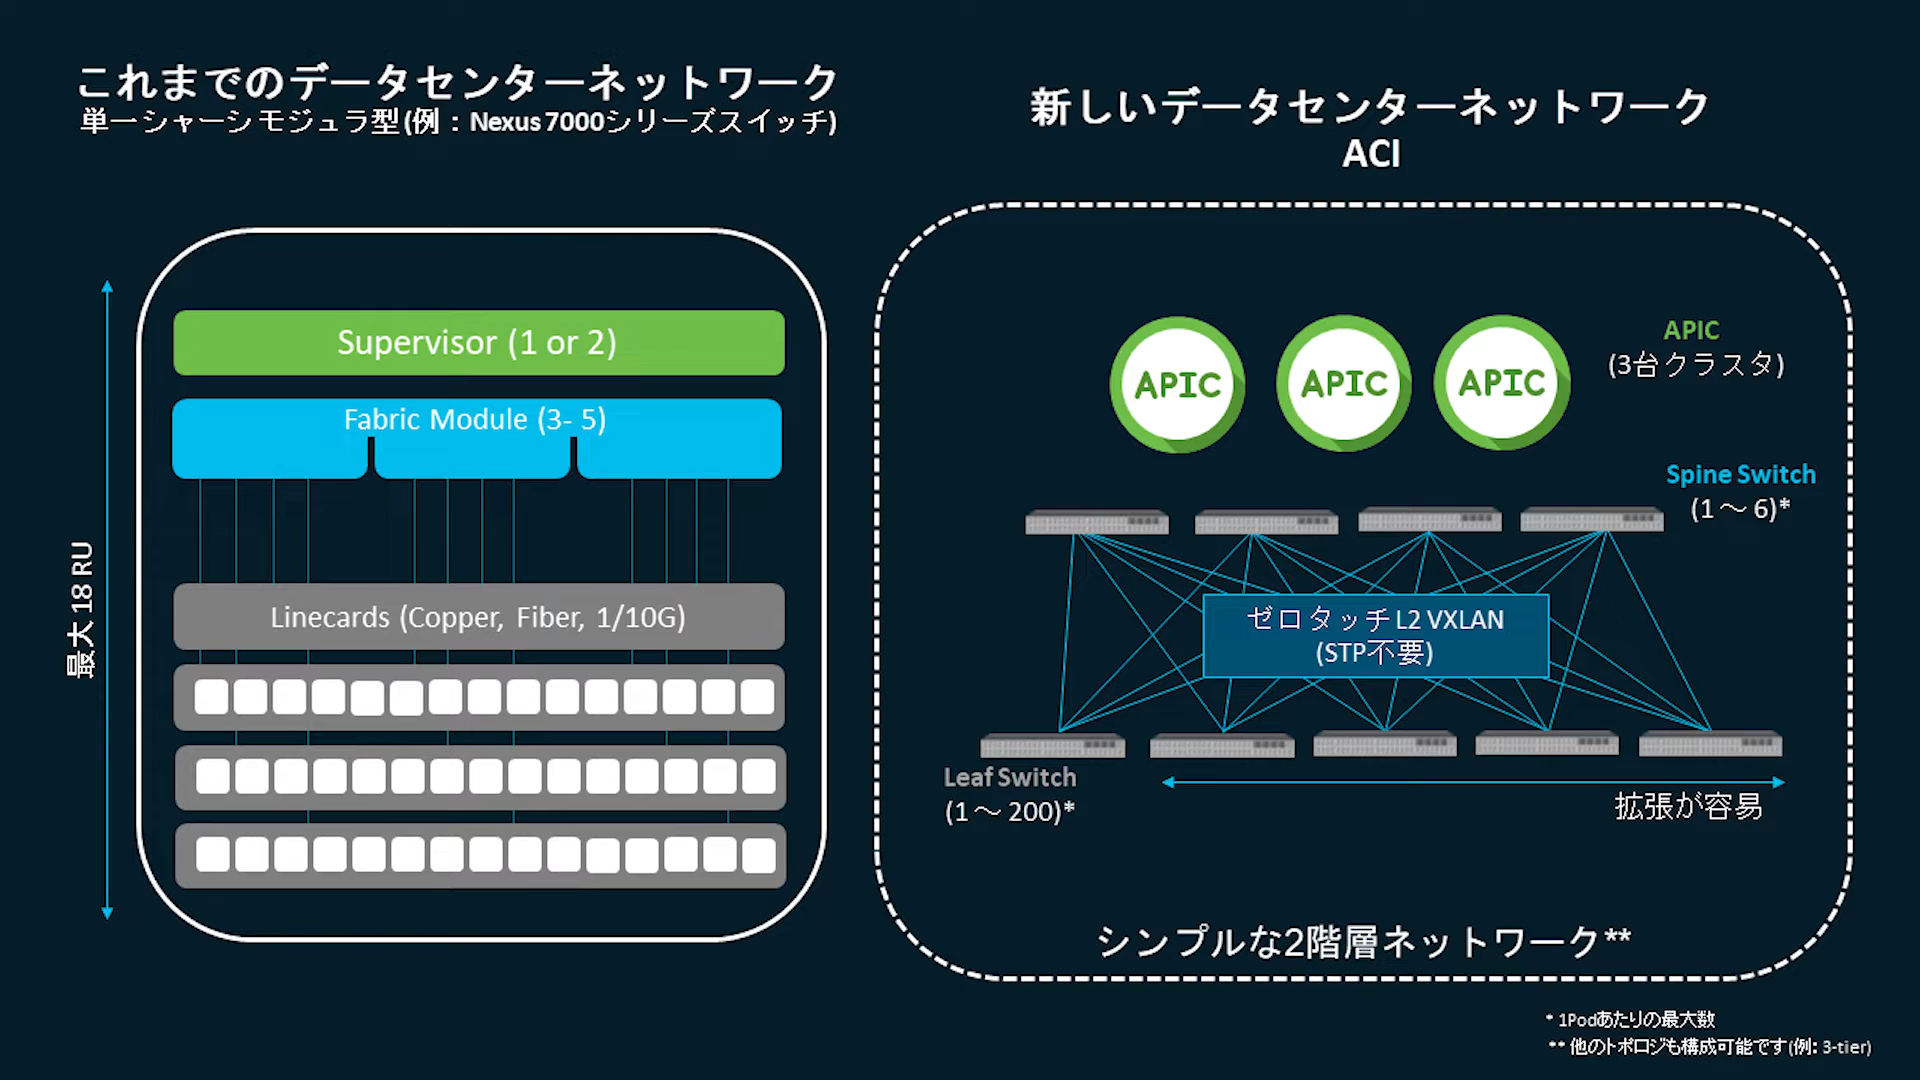 これまでのデータセンターネットワーク
単一シャーシモジュラ型(例：Nexus 7000シリーズスイッチ)
最大 18 RU
Supervisor (1 or 2)
Fabric Module (3- 5)
Linecards (Copper, Fiber, 1/10G)
新しいデータセンターネットワーク
ACI
APIC
APIC
APIC
APIC
(3台クラスタ)
Spine Switch
(1～ 6)*
ゼロタッチ L2 VXLAN
(STP不要)
Leaf Switch
(1～ 200)*
拡張が容易
シンプルな2階層ネットワーク**
* 1Podあたりの最大数
** 他のトポロジも構成可能です(例: 3-tier)